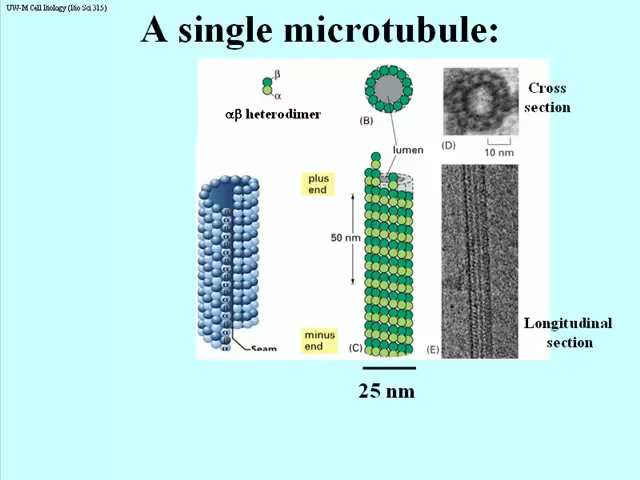 UW-M Cell Biology (Bio Sci 315)
A single microtubule:
β
α
αβ heterodimer
(B)
lumen
(D)
10 nm
Cross
section
plus
end
50 nm
minus
end
(C)
(E)
Seam
Longitudinal
section
25 nm